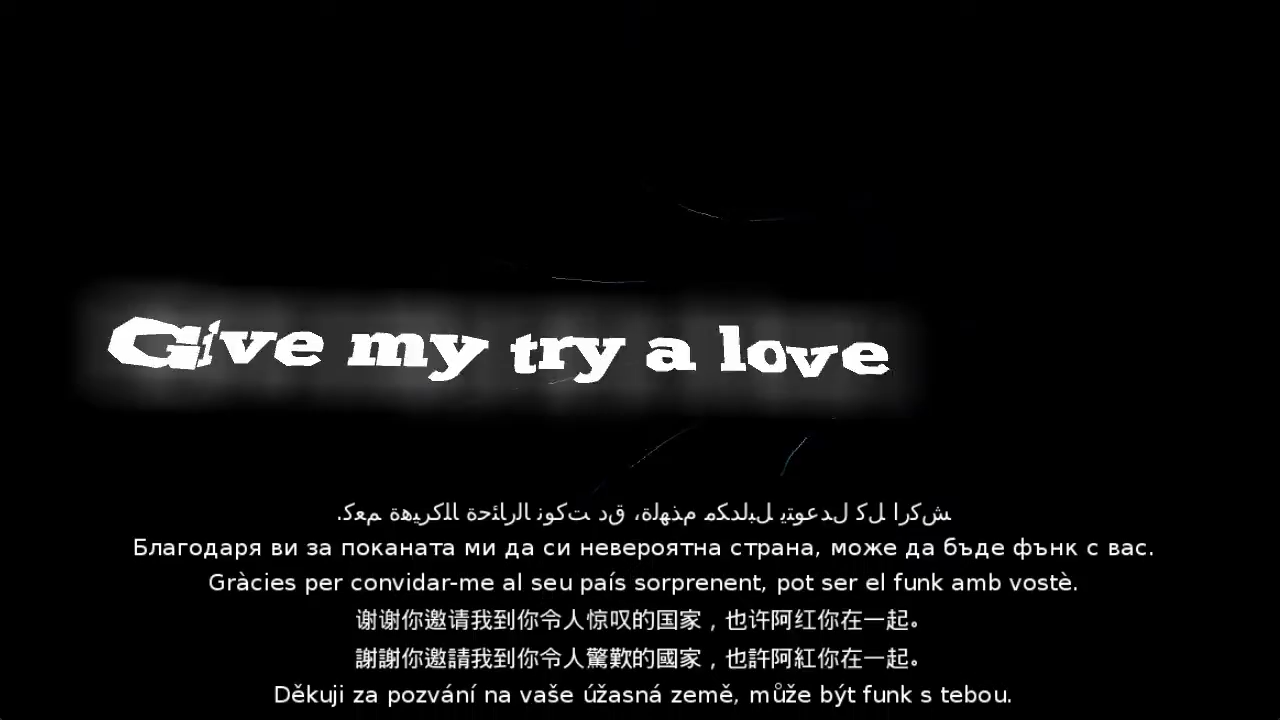 Give my try a love
شكرا لك لدعوتي لبلدكم مذهلة، قد تكون الرائحة الكريهة معك.
Благодаря ви за поканата ми да си невероятна страна, може да бъде фънк с вас.
Gràcies per convidar-me al seu país sorprenent, pot ser el funk amb vostè.
谢谢你邀请我到你令人惊叹的国家，也许阿红你在一起。
謝謝你邀請我到你令人驚歎的國家，也許阿紅你在一起。
Děkuji za pozvání na vaše úžasná země, může být funk s tebou.